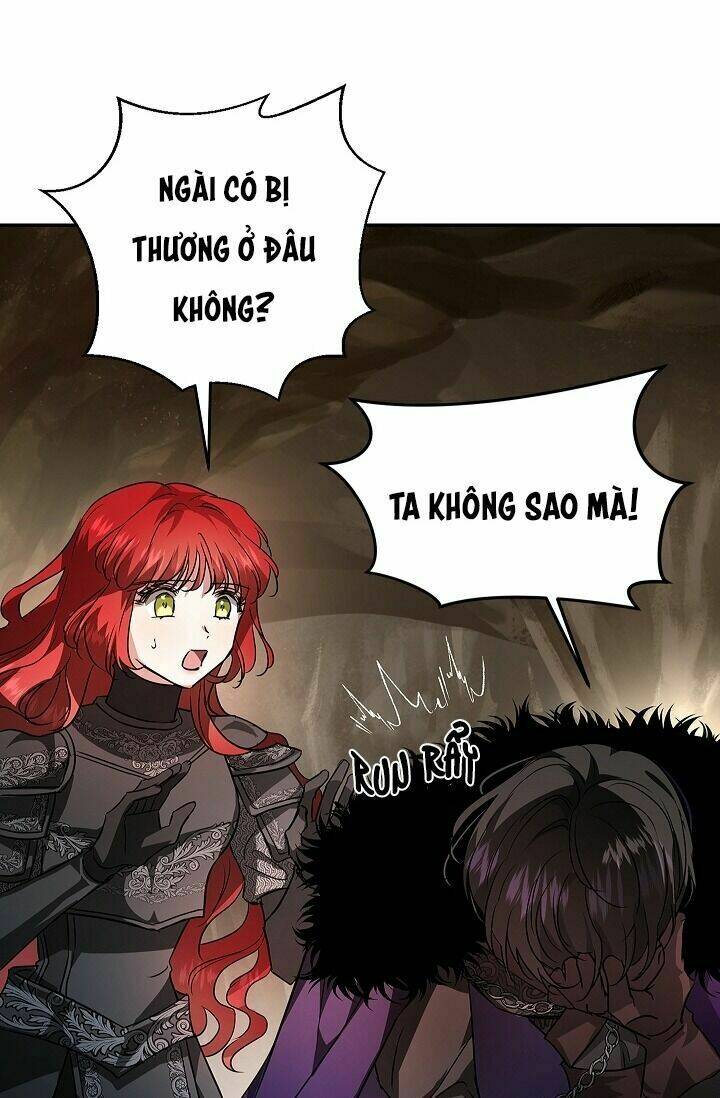 NGÀI CÓ BỊ
THƯƠNG Ở ĐÂU
KHÔNG?
TA KHÔNG SAO MÀ!
RUN RẨY